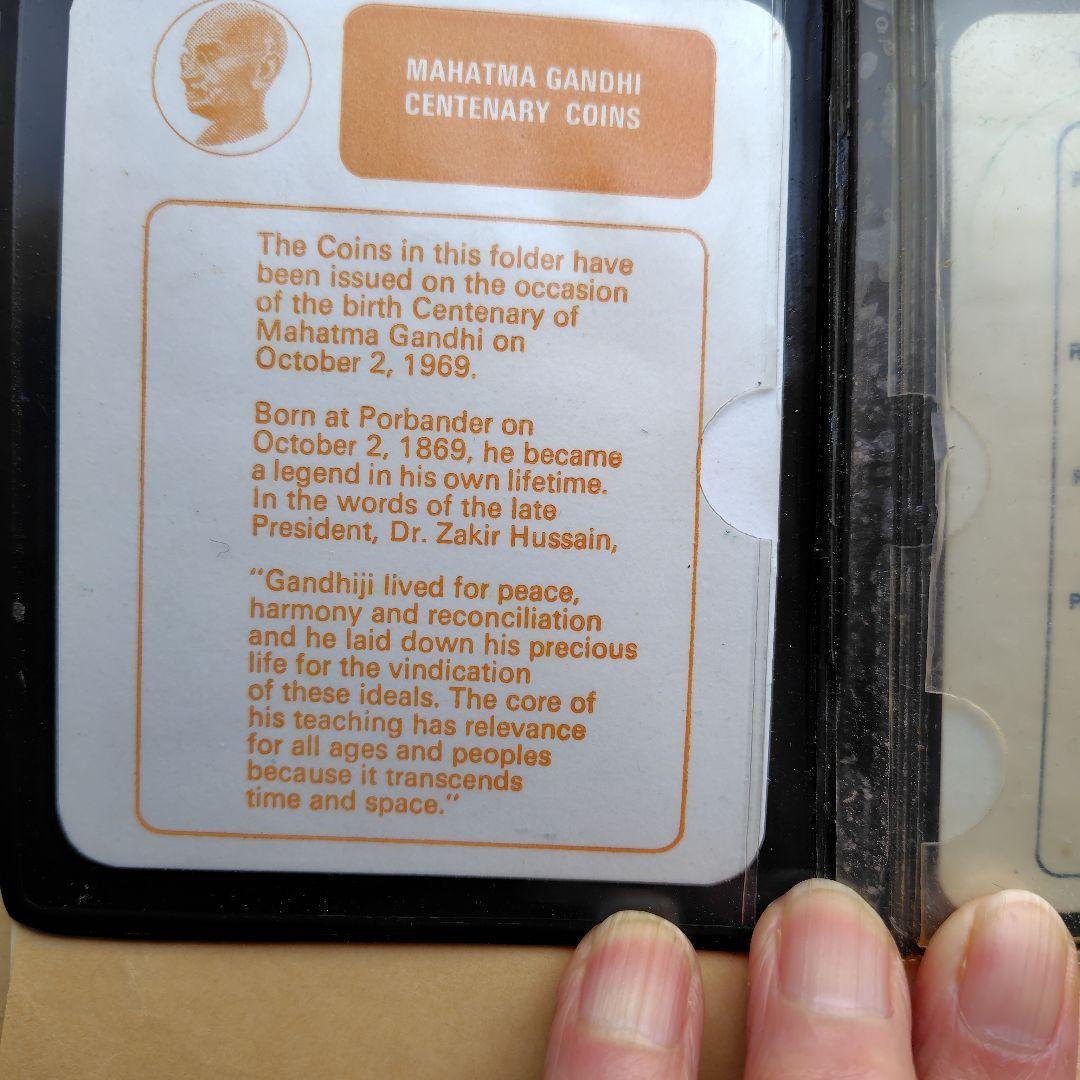 MAHATMA GANDHI
CENTENARY COINS
The Coins in this folder have
been issued on the occasion
of the birth Centenary of
Mahatma Gandhi on
October 2, 1969.
Born at Porbander on
October 2, 1869, he became
a legend in his own lifetime.
In the words of the late
President, Dr. Zakir Hussain,
"Gandhiji lived for peace,
harmony and reconciliation
and he laid down his precious
life for the vindication
of these ideals. The core of
his teaching has relevance
for all ages and peoples
because it transcends
time and space."